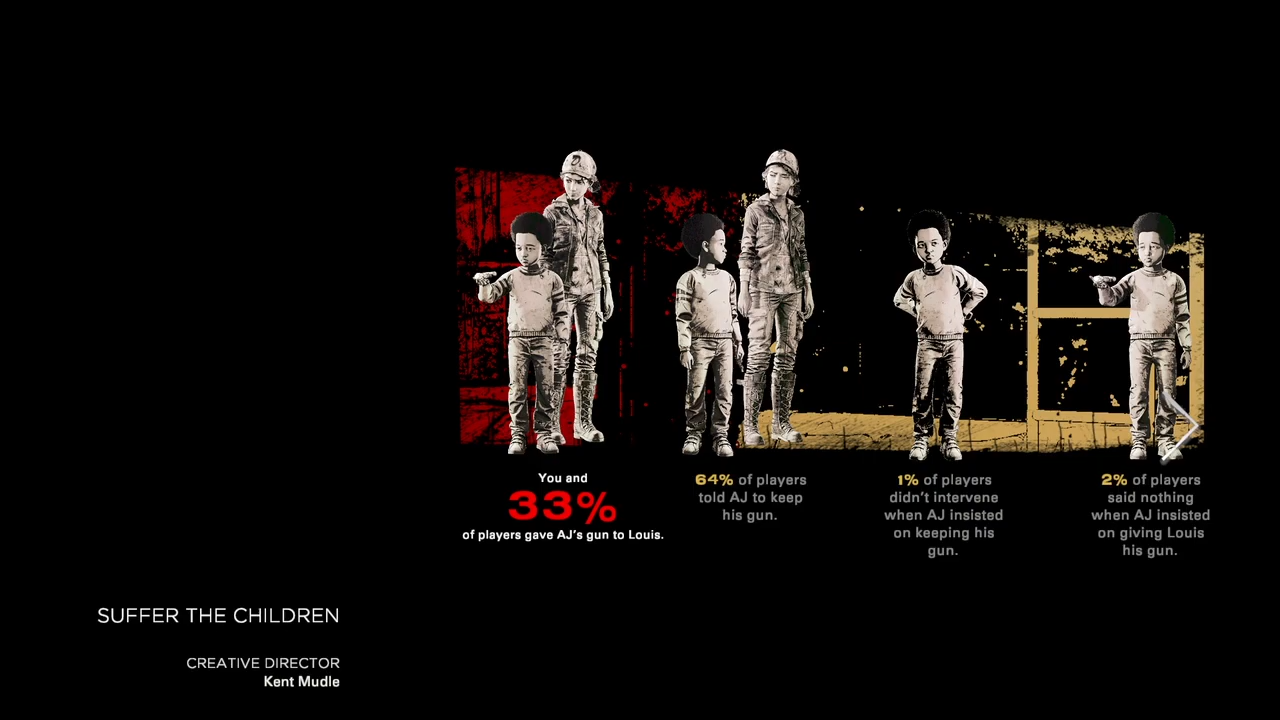 You and
33%
of players gave AJ's gun to Louis.
64% of players
told AJ to keep
his gun.
1% of players
didn't intervene
when AJ insisted
on keeping his
gun.
2% of players
said nothing
when AJ insisted
on giving Louis
his gun.
SUFFER THE CHILDREN
CREATIVE DIRECTOR
Kent Mudle